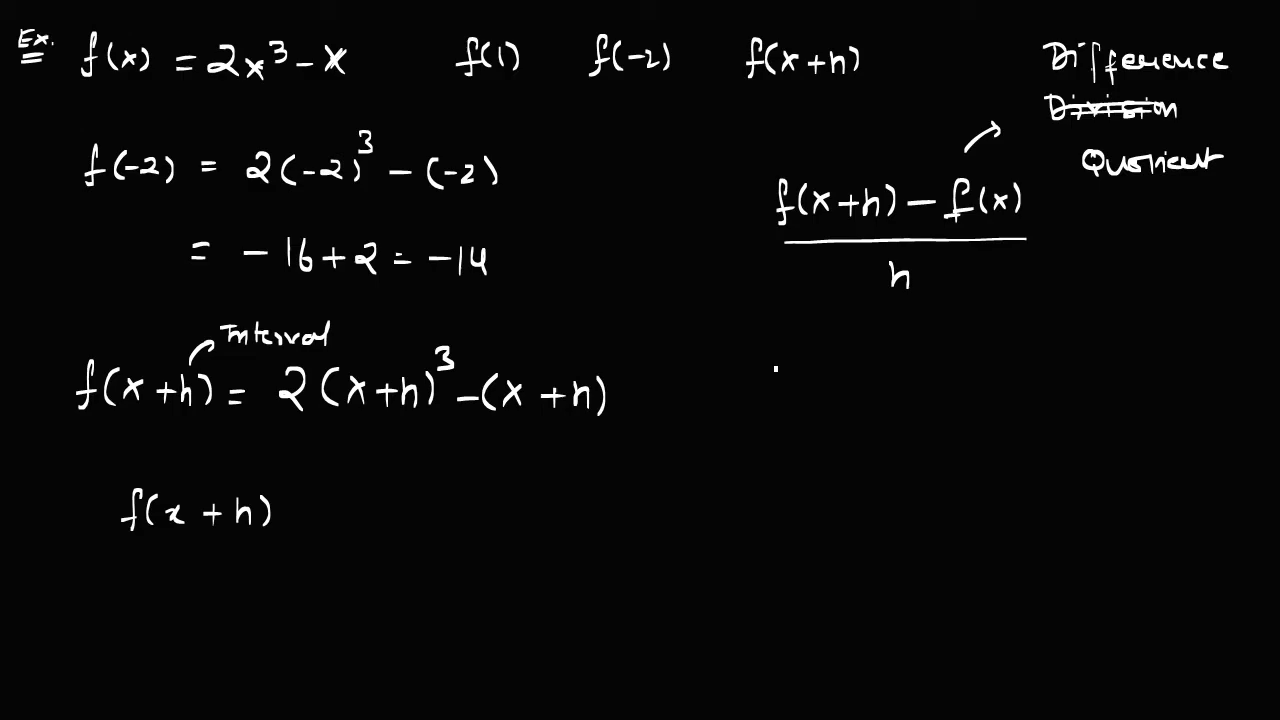 Ex. f(x) = 2x³ - x f(1) f(-2) f(x+h)
Difference
Division
Quotient
f(-2) = 2(-2)³ - (-2)
= -16+2 = -14
f(x+h) - f(x)
h
Interval
f(x+h) = 2(x+h)³ - (x+h)
f(x+h)